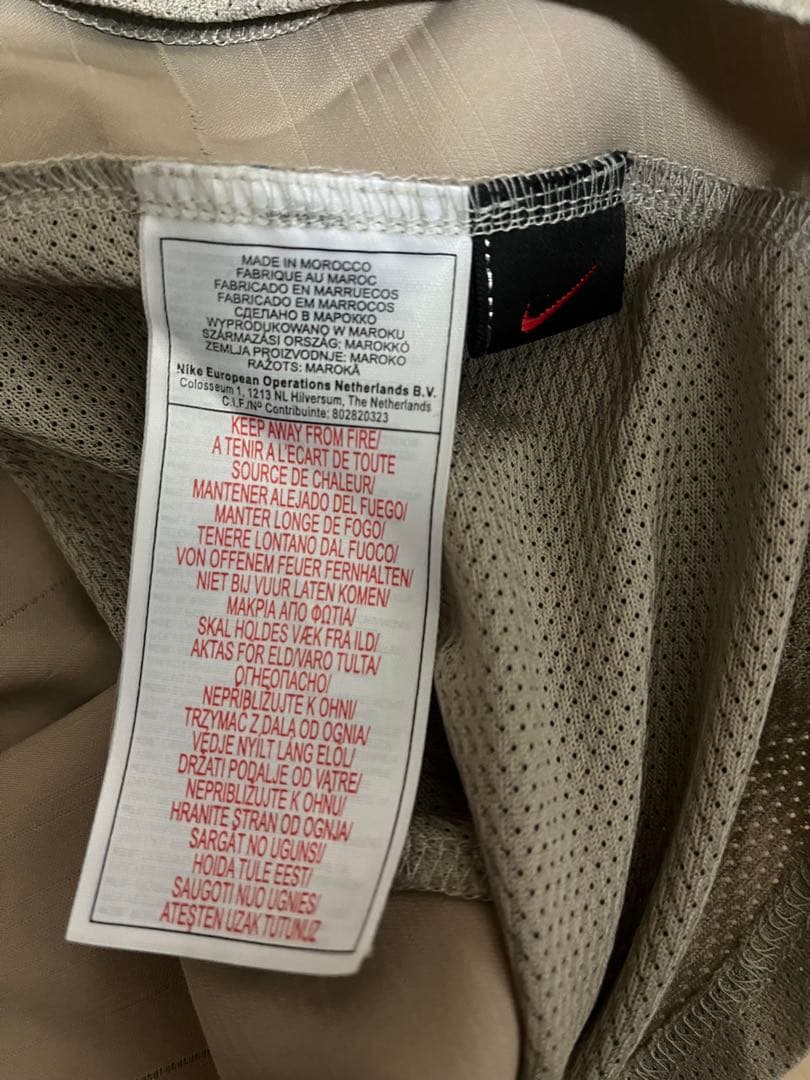 MADE IN MOROCCO
FABRIQUE AU MAROC
FABRICADO EN MARRUECOS
FABRICADO EM MARROCOS
СДЕЛАНО В МАРОККО
WYPRODUKOWANO W MAROKU
SZÁRMAZÁSI ORSZÁG: MAROKKÓ
ZEMLJA PROIZVODNJE: MAROKO
RAŽOTS: MAROKĀ
Nike European Operations Netherlands B.V.
Colosseum 1, 1213 NL Hilversum, The Netherlands
C.I.F./Nº Contribuinte: 802820323
KEEP AWAY FROM FIRE/
A TENIR A L'ECART DE TOUTE
SOURCE DE CHALEUR/
MANTENER ALEJADO DEL FUEGO/
MANTER LONGE DE FOGO/
TENERE LONTANO DAL FUOCO/
VON OFFENEM FEUER FERNHALTEN/
NIET BIJ VUUR LATEN KOMEN/
ΜΑΚΡΙΑ ΑΠΟ ΦΩΤΙΑ/
SKAL HOLDES VÆK FRA ILD/
AKTAS FOR ELD/VARO TULTA/
ОГНЕОПАСНО/
NEPRIBLIŽUJTE K OHNI/
TRZYMAĆ Z DALA OD OGNIA/
VÉDJE NYÍLT LÁNG ELŐL/
DRŽATI PODALJE OD VATRE/
NEPRIBLIŽUJTE K OHŇU/
HRANITE STRAN OD OGNJA/
SARGĀT NO UGUNS!/
HOIDA TULE EEST/
SAUGOTI NUO UGNIES/
ATEŞTEN UZAK TUTUNUZ